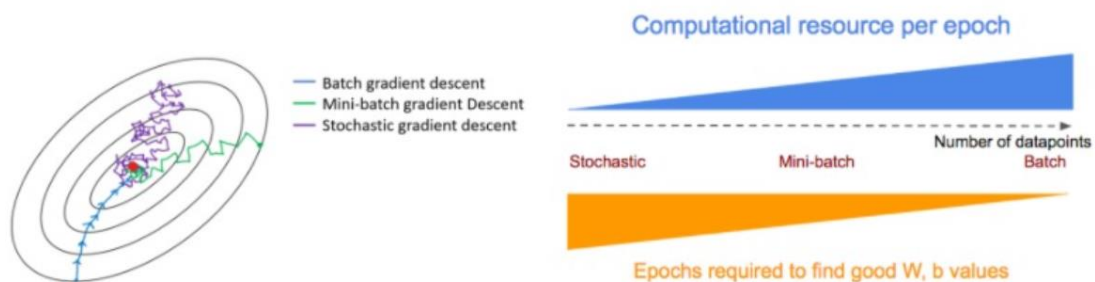 Batch gradient descent
Mini-batch gradient Descent
Stochastic gradient descent
Computational resource per epoch
Number of datapoints
Stochastic
Mini-batch
Batch
Epochs required to find good W, b values